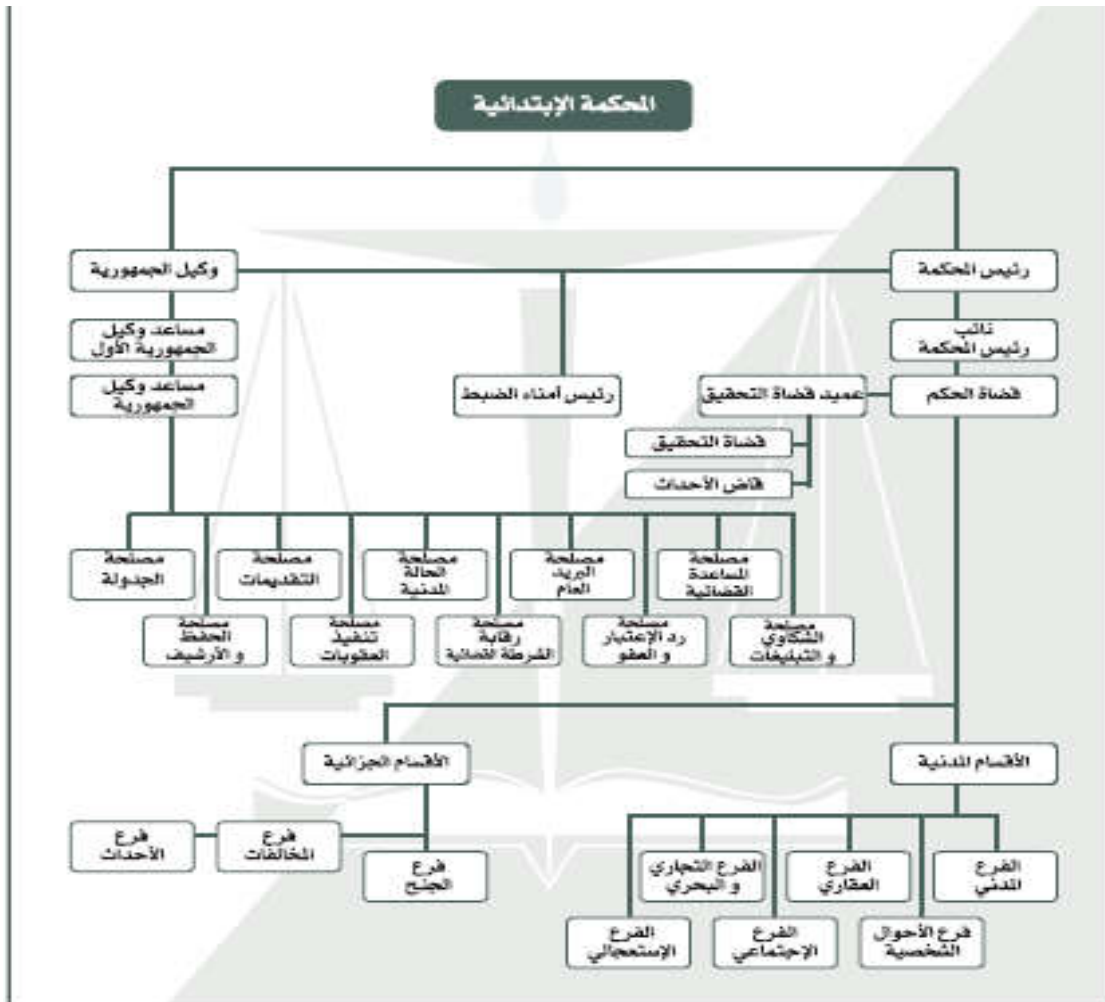 المحكمة الإبتدائية
رئيس المحكمة
وكيل الجمهورية
نائب
رئيس المحكمة
مساعد وكيل
الجمهورية الأول
قضاة الحكم
عميد قضاة التحقيق
رئيس أمناء الضبط
مساعد وكيل
الجمهورية
قضاة التحقيق
قاض الأحداث
مصلحة
المساعدة
القضائية
مصلحة
البريد
العام
مصلحة
الحالة
المدنية
مصلحة
التقديمات
مصلحة
الجدولة
مصلحة
الشكاوي
و التبليغات
مصلحة
رد الإعتبار
و العفو
مصلحة
رقابة
الشرطة القضائية
مصلحة
تنفيذ
العقوبات
مصلحة
الحفظ
و الأرشيف
الأقسام المدنية
الأقسام الجزائية
الفرع
المدني
الفرع
العقاري
الفرع التجاري
و البحري
فرع
المخالفات
فرع
الأحداث
فرع
الجنح
فرع الأحوال
الشخصية
الفرع
الإجتماعي
الفرع
الإستعجالي